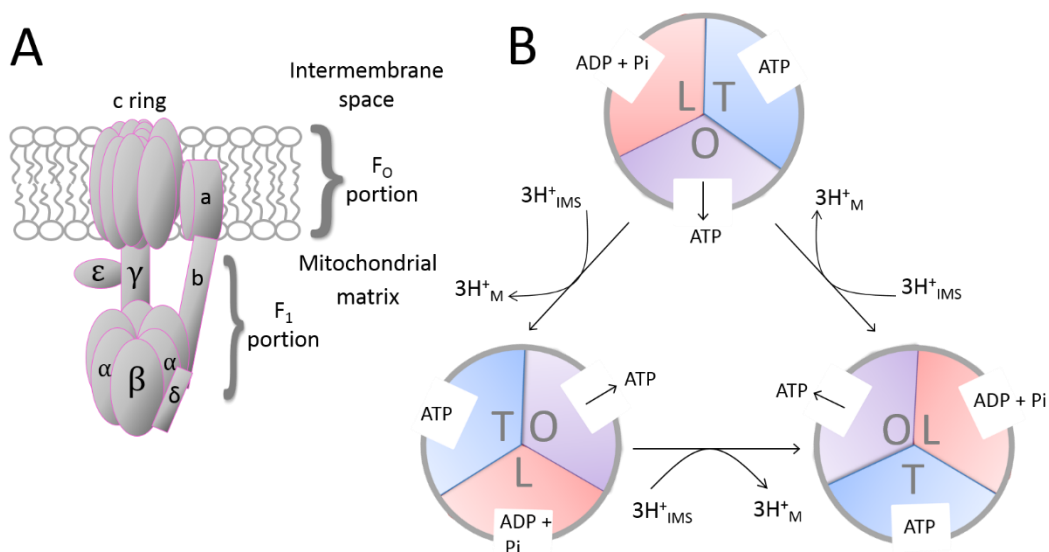 A
c ring
Intermembrane
space
F₀
portion
a
ε
γ
b
Mitochondrial
matrix
F₁
portion
α
β
α
δ
B
ADP + Pi
ATP
L
T
O
ATP
3H⁺IMS
3H⁺M
3H⁺M
3H⁺IMS
ATP
T
O
ATP
L
ADP +
Pi
3H⁺IMS
3H⁺M
ATP
O
L
ADP + Pi
T
ATP